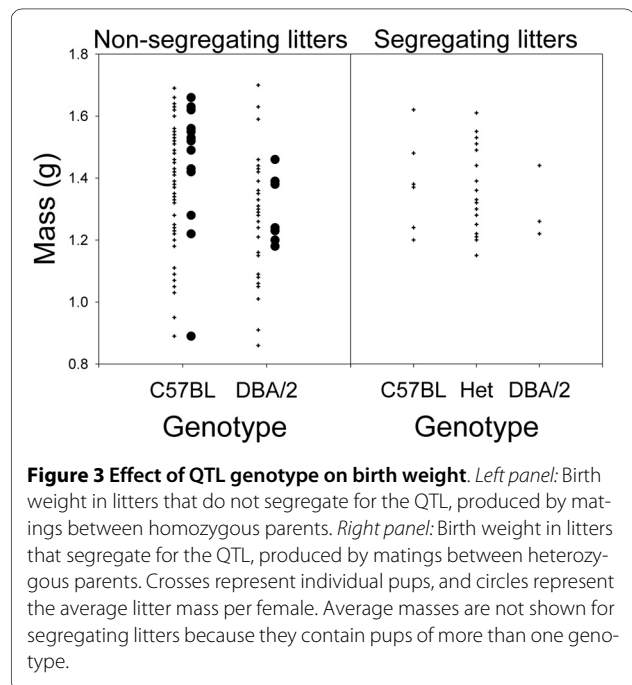 Non-segregating litters Segregating litters
1.8
1.6
1.4
1.2
1.0
0.8
Mass (g)
C57BL DBA/2 C57BL Het DBA/2
Genotype Genotype
Figure 3 Effect of QTL genotype on birth weight. Left panel: Birth
weight in litters that do not segregate for the QTL, produced by mat-
ings between homozygous parents. Right panel: Birth weight in litters
that segregate for the QTL, produced by matings between heterozy-
gous parents. Crosses represent individual pups, and circles represent
the average litter mass per female. Average masses are not shown for
segregating litters because they contain pups of more than one geno-
type.